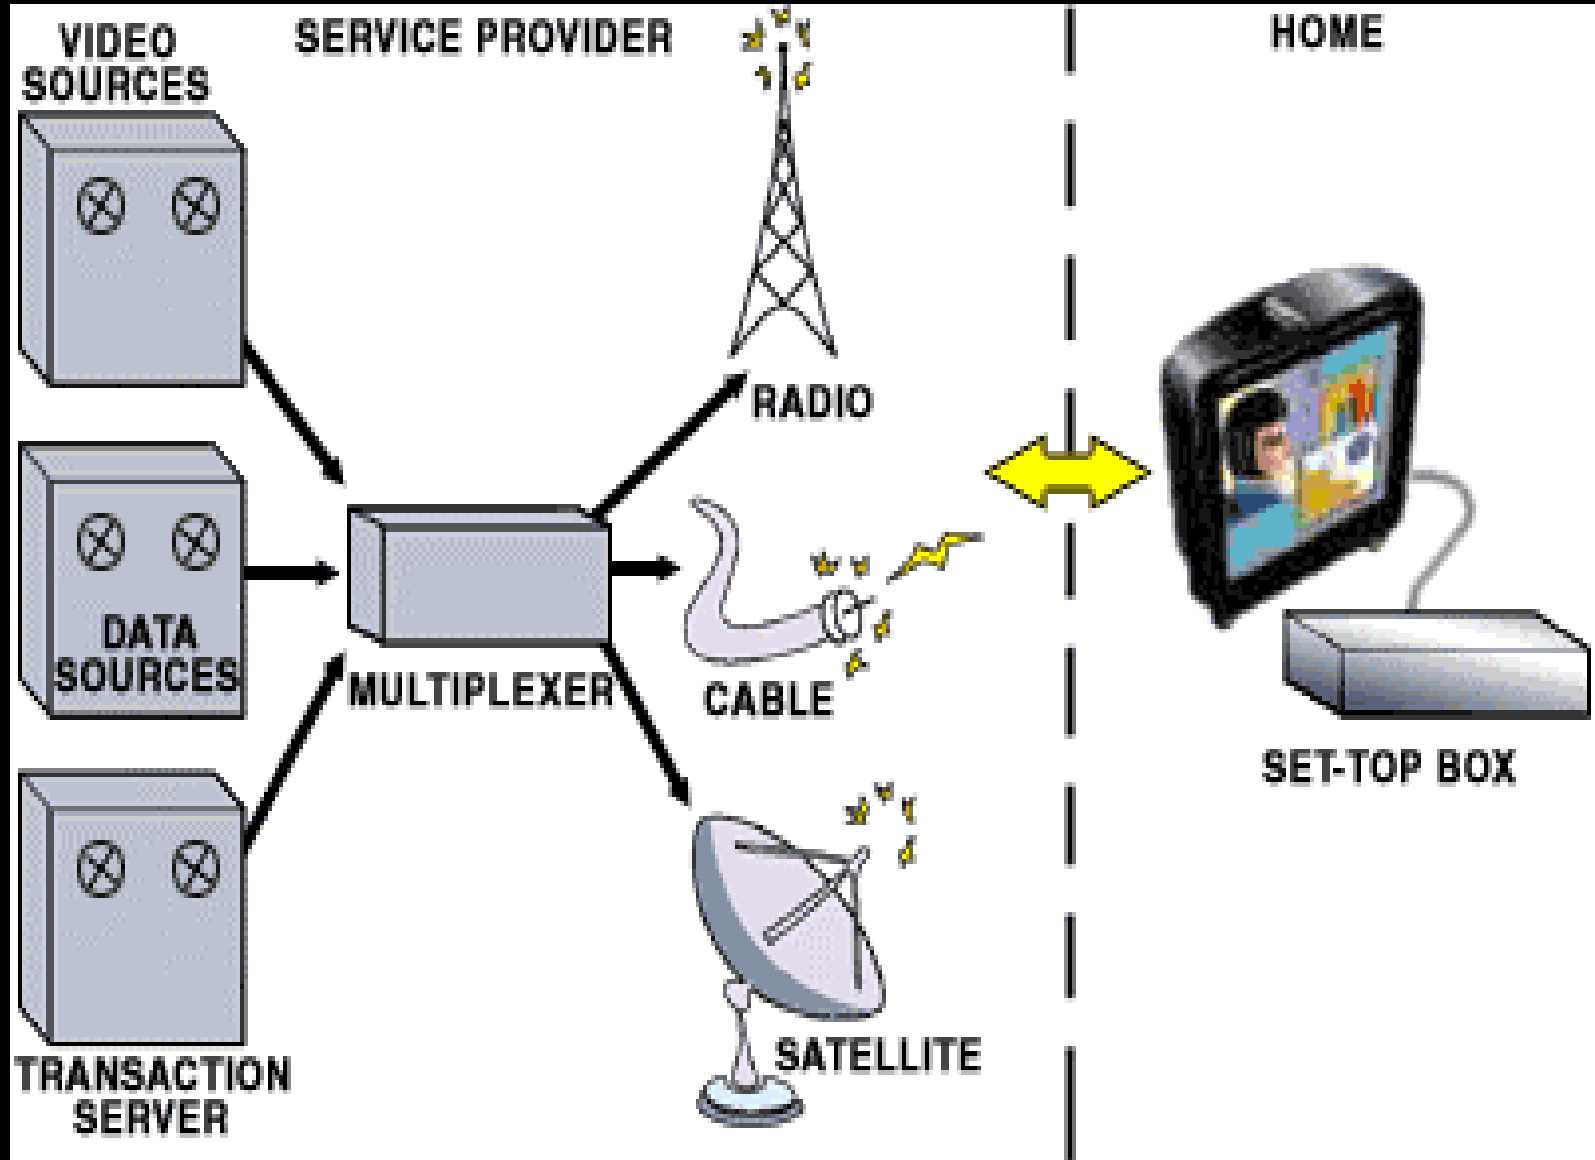 VIDEO
SOURCES
SERVICE PROVIDER
HOME
RADIO
DATA
SOURCES
MULTIPLEXER
CABLE
SET-TOP BOX
TRANSACTION
SERVER
SATELLITE